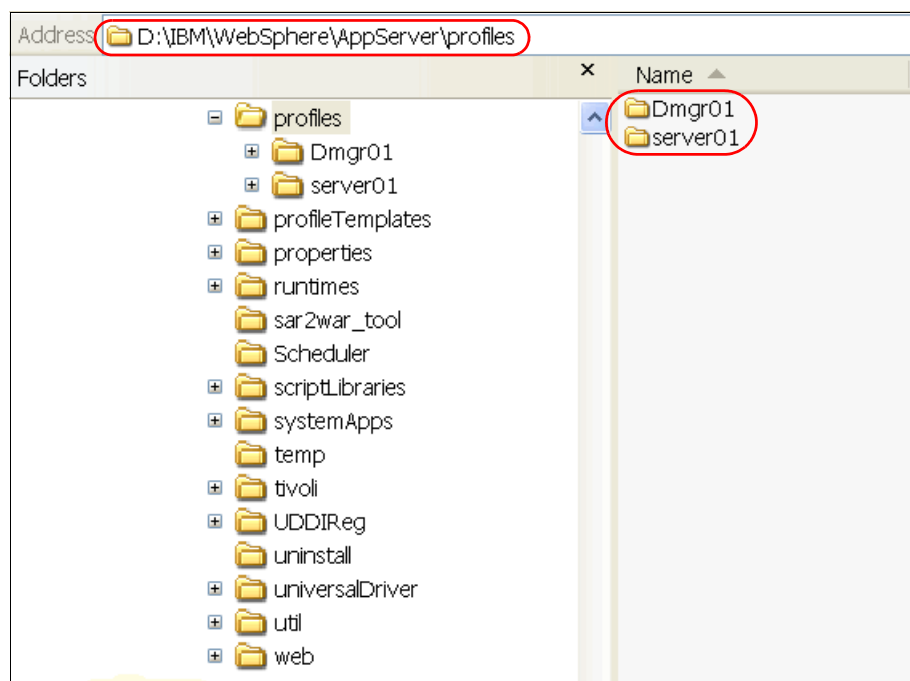 Address D:\IBM\WebSphere\AppServer\profiles
Folders × Name
profiles
Dmgr01
server01
profileTemplates
properties
runtimes
sar2war_tool
Scheduler
scriptLibraries
systemApps
temp
tivoli
UDDIReg
uninstall
universalDriver
util
web
Dmgr01
server01